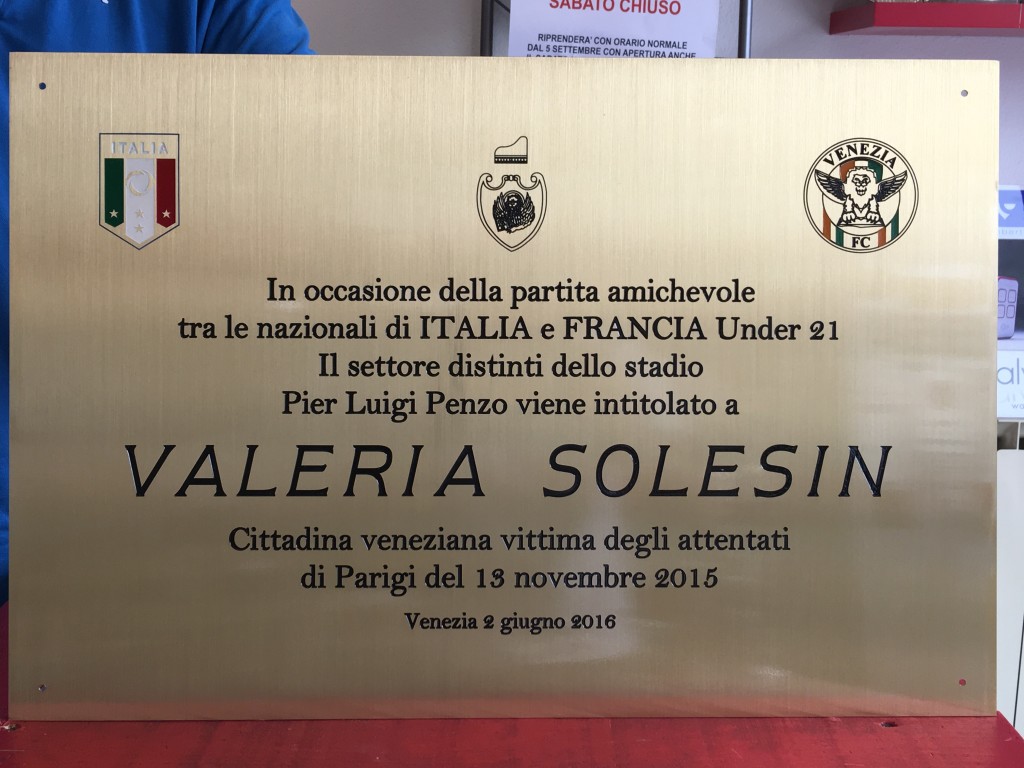 SABATO CHIUSO
RIPRENDERA' CON ORARIO NORMALE
DAL 5 SETTEMBRE CON APERTURA ANCHE
ITALIA
VENEZIA
FC
In occasione della partita amichevole
tra le nazionali di ITALIA e FRANCIA Under 21
Il settore distinti dello stadio
Pier Luigi Penzo viene intitolato a
VALERIA SOLESIN
Cittadina veneziana vittima degli attentati
di Parigi del 13 novembre 2015
Venezia 2 giugno 2016